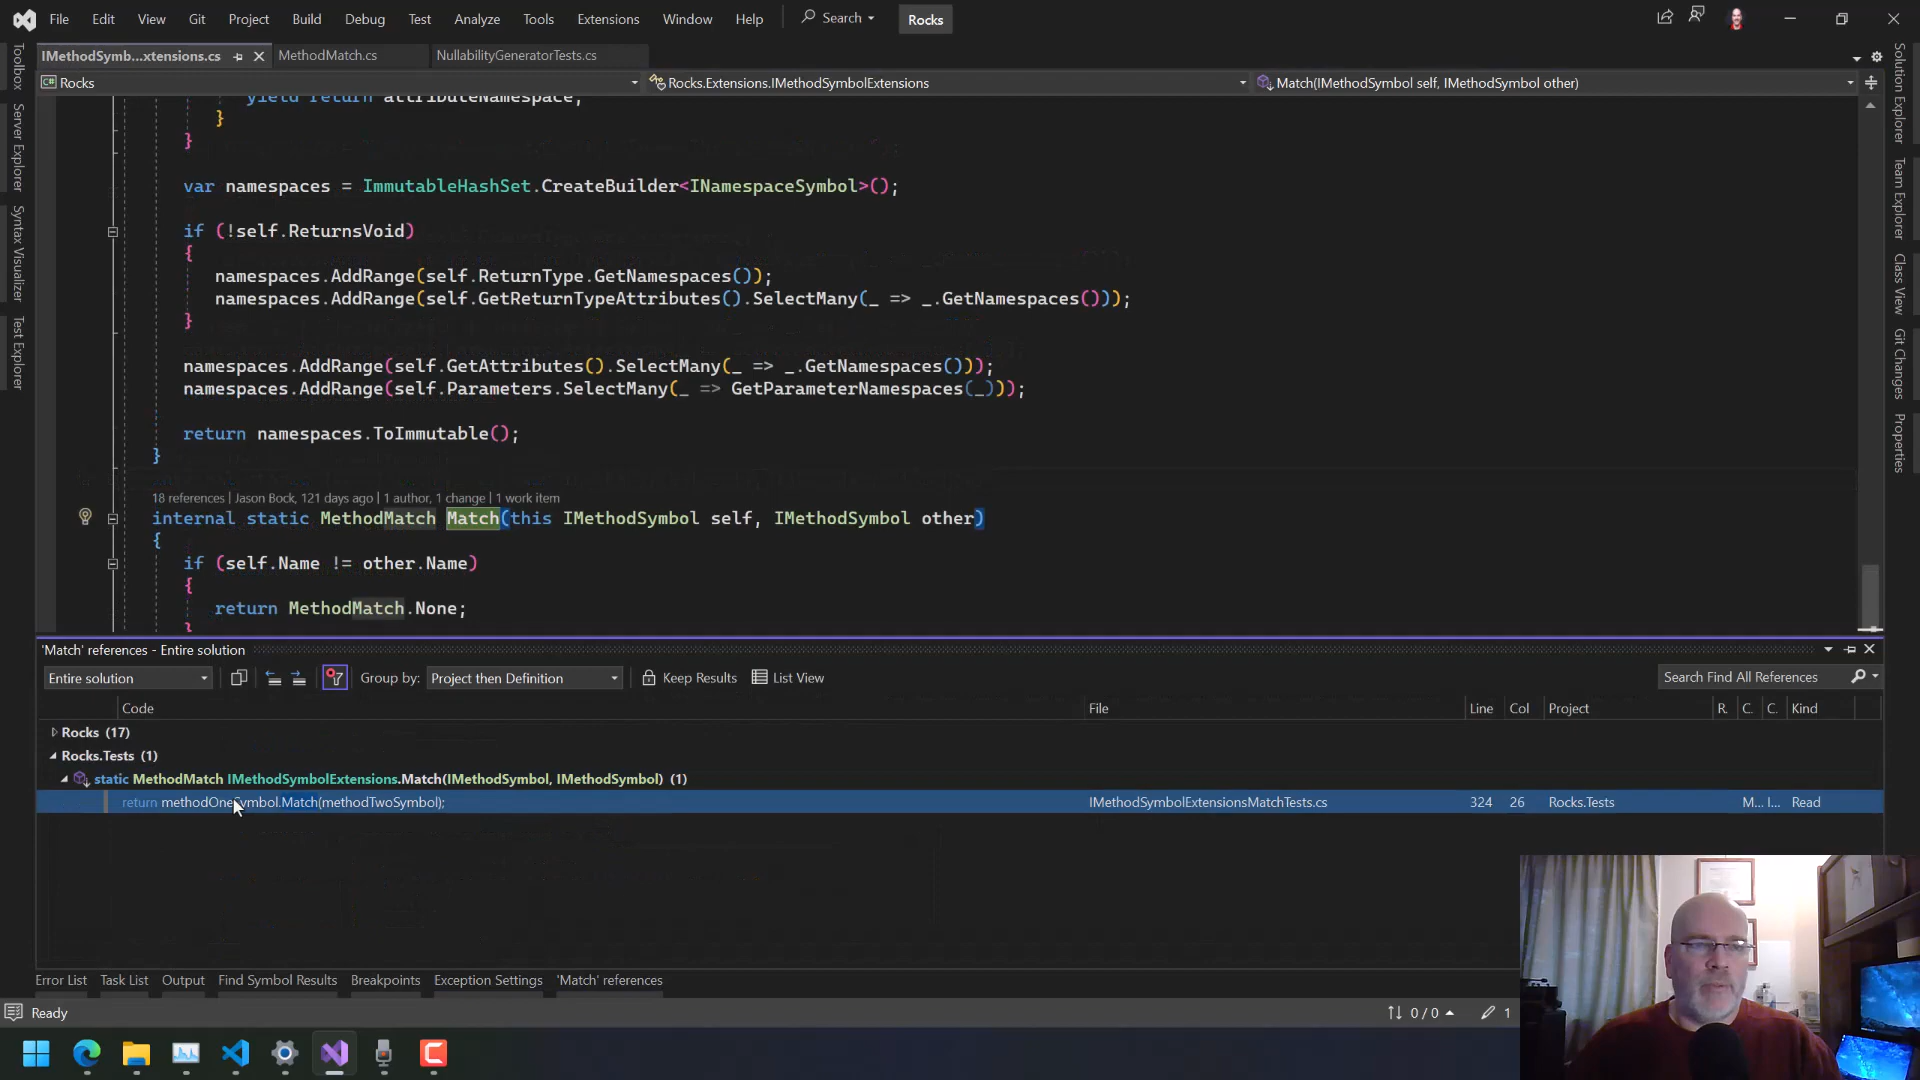 File Edit View Git Project Build Debug Test Analyze Tools Extensions Window Help Search Rocks
IMethodSymb...xtensions.cs MethodMatch.cs NullabilityGeneratorTests.cs
Rocks Rocks.Extensions.IMethodSymbolExtensions Match(IMethodSymbol self, IMethodSymbol other)
yield return attributeNamespace;
}
}
var namespaces = ImmutableHashSet.CreateBuilder<INamespaceSymbol>();
if (!self.ReturnsVoid)
{
namespaces.AddRange(self.ReturnType.GetNamespaces());
namespaces.AddRange(self.GetReturnTypeAttributes().SelectMany(_ => _.GetNamespaces()));
}
namespaces.AddRange(self.GetAttributes().SelectMany(_ => _.GetNamespaces()));
namespaces.AddRange(self.Parameters.SelectMany(_ => GetParameterNamespaces(_)));
return namespaces.ToImmutable();
}
18 references | Jason Bock, 121 days ago | 1 author, 1 change | 1 work item
internal static MethodMatch Match(this IMethodSymbol self, IMethodSymbol other)
{
if (self.Name != other.Name)
{
return MethodMatch.None;
}
'Match' references - Entire solution
Entire solution Group by: Project then Definition Keep Results List View Search Find All References
Code File Line Col Project R. C. C. Kind
Rocks (17)
Rocks.Tests (1)
static MethodMatch IMethodSymbolExtensions.Match(IMethodSymbol, IMethodSymbol) (1)
return methodOneSymbol.Match(methodTwoSymbol); IMethodSymbolExtensionsMatchTests.cs 324 26 Rocks.Tests M... I... Read
Error List Task List Output Find Symbol Results Breakpoints Exception Settings 'Match' references
Ready 0 / 0 1
Toolbox
Server Explorer
Syntax Visualizer
Test Explorer
Solution Explorer
Team Explorer
Class View
Git Changes
Properties